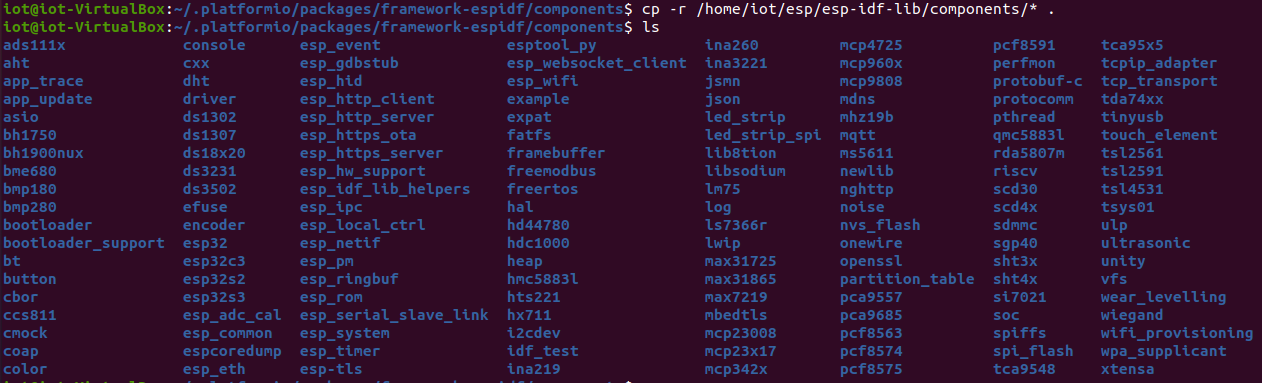 iot@iot-VirtualBox:~/.platformio/packages/framework-espidf/components$ cp -r /home/iot/esp/esp-idf-lib/components/* .
iot@iot-VirtualBox:~/.platformio/packages/framework-espidf/components$ ls
ads111x console esp_event esptool_py ina260 mcp4725 pcf8591 tca95x5
aht cxx esp_gdbstub esp_websocket_client ina3221 mcp960x perfmon tcpip_adapter
app_trace dht esp_hid esp_wifi jsmn mcp9808 protobuf-c tcp_transport
app_update driver esp_http_client example json mdns protocomm tda74xx
asio ds1302 esp_http_server expat led_strip mhz19b pthread tinyusb
bh1750 ds1307 esp_https_ota fatfs led_strip_spi mqtt qmc5883l touch_element
bh1900nux ds18x20 esp_https_server framebuffer lib8tion ms5611 rda5807m tsl2561
bme680 ds3231 esp_hw_support freemodbus libsodium newlib riscv tsl2591
bmp180 ds3502 esp_idf_lib_helpers freertos lm75 nghttp scd30 tsl4531
bmp280 efuse esp_ipc hal log noise scd4x tsys01
bootloader encoder esp_local_ctrl hd44780 ls7366r nvs_flash sdmmc ulp
bootloader_support esp32 esp_netif hdc1000 lwip onewire sgp40 ultrasonic
bt esp32c3 esp_pm heap max31725 openssl sht3x unity
button esp32s2 esp_ringbuf hmc5883l max31865 partition_table sht4x vfs
cbor esp32s3 esp_rom hts221 max7219 pca9557 si7021 wear_levelling
ccs811 esp_adc_cal esp_serial_slave_link hx711 mbedtls pca9685 soc wiegand
cmock esp_common esp_system i2cdev mcp23008 pcf8563 spiffs wifi_provisioning
coap espcoredump esp_timer idf_test mcp23x17 pcf8574 spi_flash wpa_supplicant
color esp_eth esp-tls ina219 mcp342x pcf8575 tca9548 xtensa